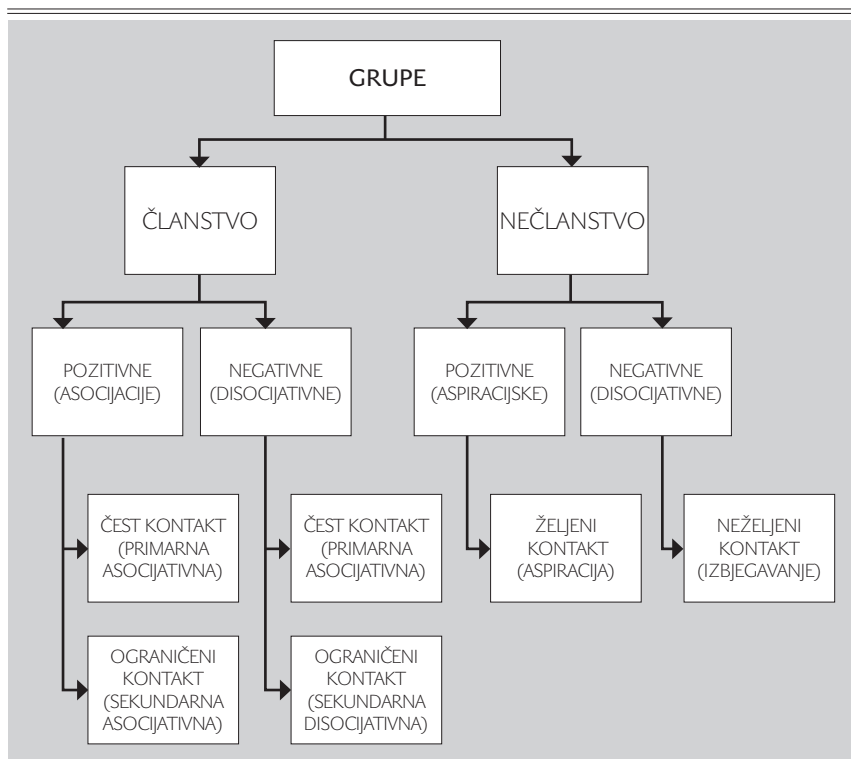 GRUPE
ČLANSTVO
NEČLANSTVO
POZITIVNE
(ASOCIJACIJE)
NEGATIVNE
(DISOCIJATIVNE)
POZITIVNE
(ASPIRACIJSKE)
NEGATIVNE
(DISOCIJATIVNE)
ČEST KONTAKT
(PRIMARNA
ASOCIJATIVNA)
ČEST KONTAKT
(PRIMARNA
ASOCIJATIVNA)
ŽELJENI
KONTAKT
(ASPIRACIJA)
NEŽELJENI
KONTAKT
(IZBJEGAVANJE)
OGRANIČENI
KONTAKT
(SEKUNDARNA
ASOCIJATIVNA)
OGRANIČENI
KONTAKT
(SEKUNDARNA
DISOCIJATIVNA)